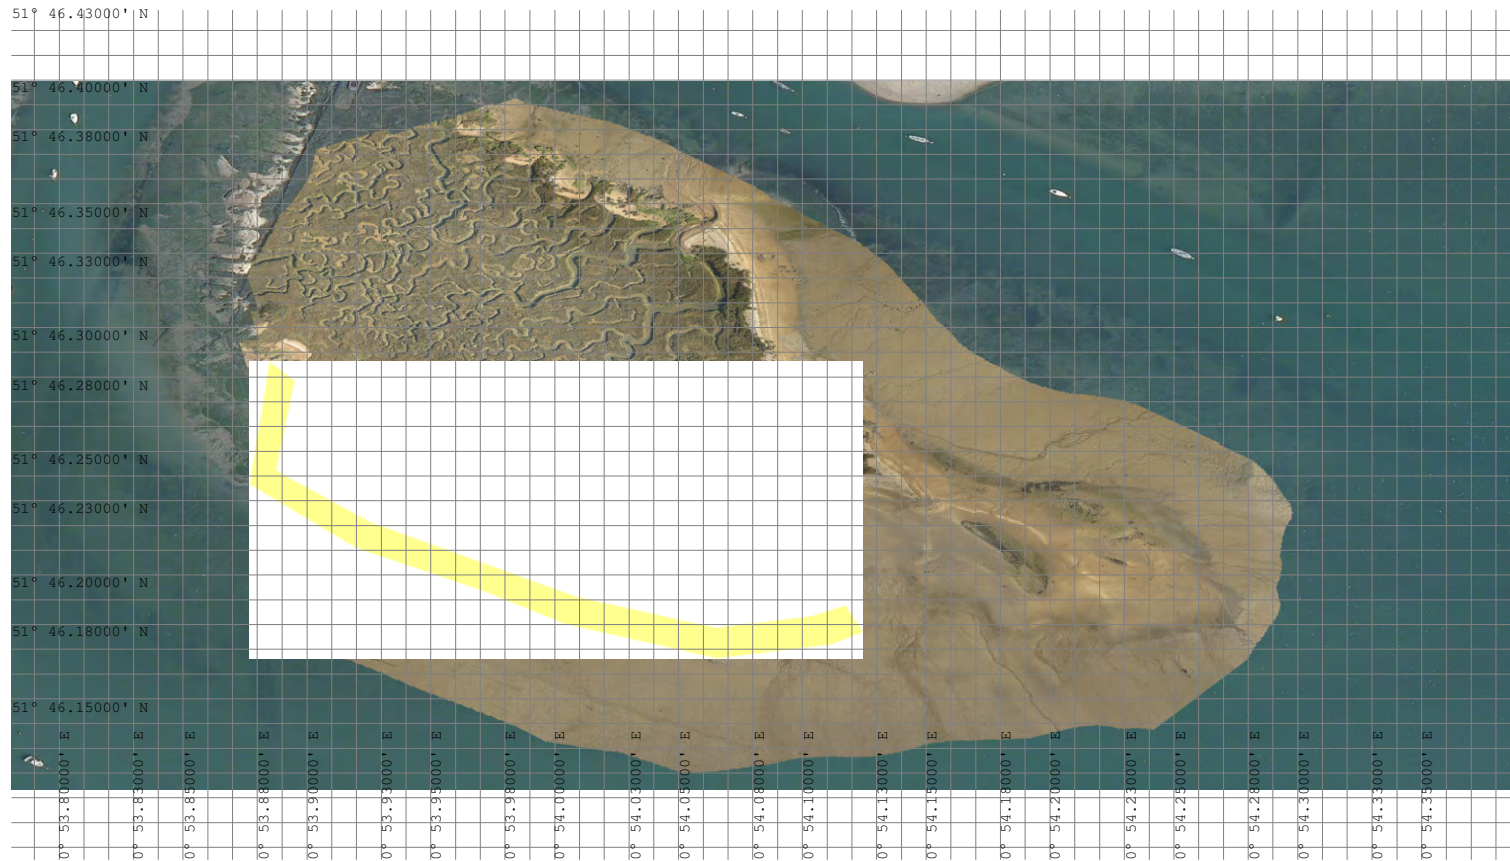 51° 46.43000' N
51° 46.40000' N
51° 46.38000' N
51° 46.35000' N
51° 46.33000' N
51° 46.30000' N
51° 46.28000' N
51° 46.25000' N
51° 46.23000' N
51° 46.20000' N
51° 46.18000' N
51° 46.15000' N
0° 53.80000' E
0° 53.83000' E
0° 53.85000' E
0° 53.88000' E
0° 53.90000' E
0° 53.93000' E
0° 53.95000' E
0° 53.98000' E
0° 54.00000' E
0° 54.03000' E
0° 54.05000' E
0° 54.08000' E
0° 54.10000' E
0° 54.13000' E
0° 54.15000' E
0° 54.18000' E
0° 54.20000' E
0° 54.23000' E
0° 54.25000' E
0° 54.28000' E
0° 54.30000' E
0° 54.33000' E
0° 54.35000' E